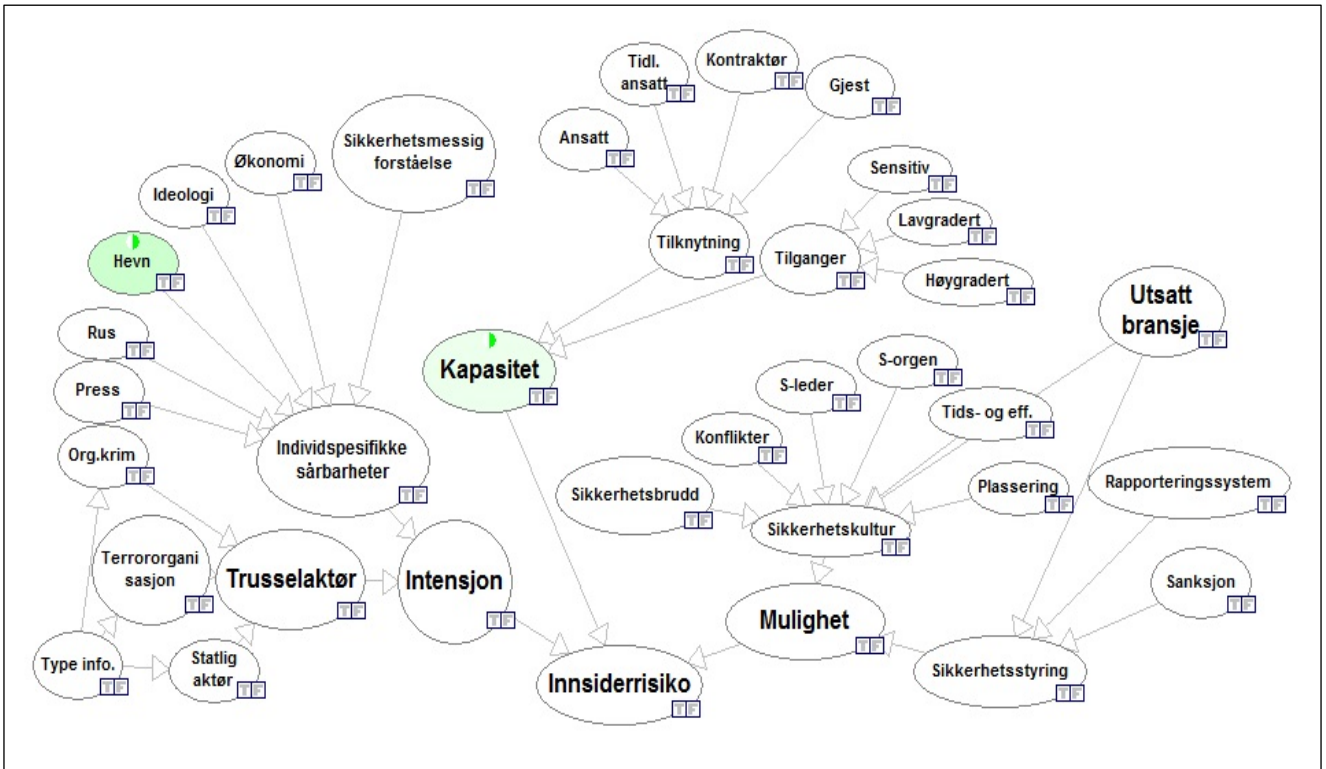 Tidl.
ansatt
T F
Kontraktør
T F
Gjest
T F
Ansatt
T F
Sikkerhetsmessig
forståelse
T F
Økonomi
T F
Ideologi
T F
Hevn
T F
Sensitiv
T F
Lavgradert
T F
Høygradert
T F
Tilknytning
T F
Tilganger
T F
Utsatt
bransje
T F
Rus
T F
Press
T F
Org.krim
T F
Kapasitet
T F
S-orgen
T F
S-leder
T F
Tids- og eff.
T F
Konflikter
T F
Individspesifikke
sårbarheter
T F
Sikkerhetsbrudd
T F
Plassering
T F
Rapporteringssystem
T F
Sikkerhetskultur
T F
Terrororgani
sasjon
T F
Trusselaktør
T F
Intensjon
T F
Sanksjon
T F
Mulighet
T F
Type info.
T F
Statlig
aktør
T F
Innsiderrisiko
T F
Sikkerhetsstyring
T F